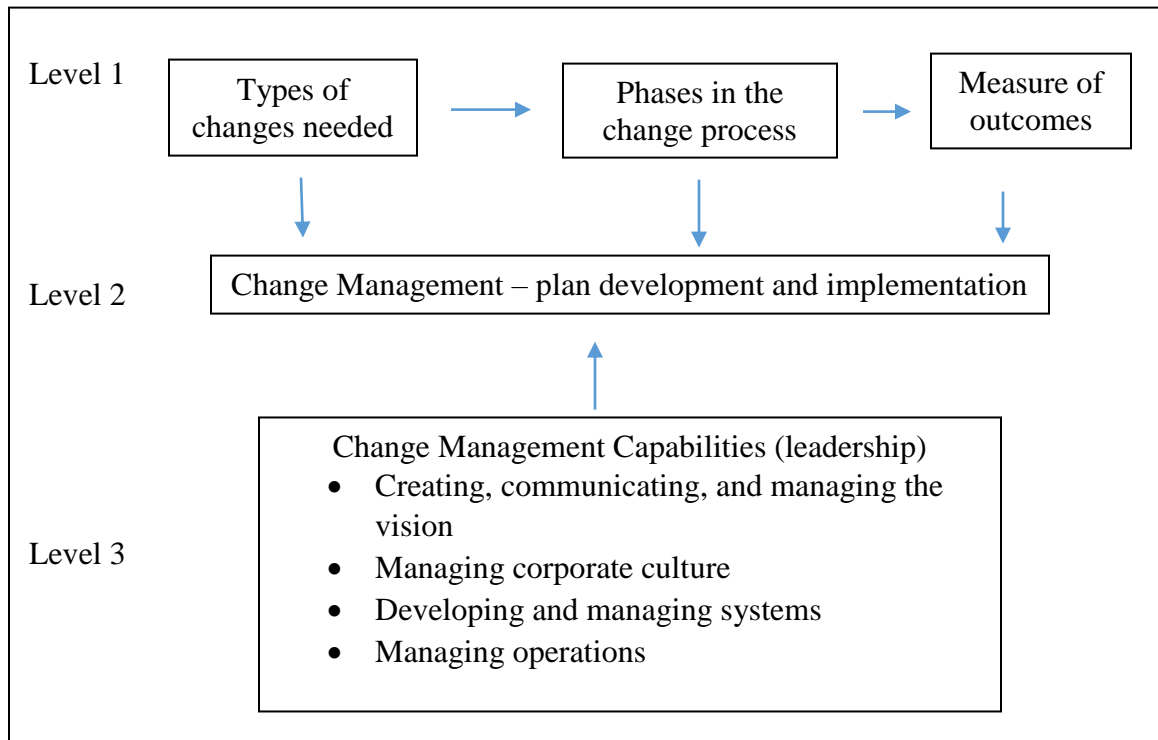 Level 1
Types of
changes needed
Phases in the
change process
Measure of
outcomes
Level 2
Change Management – plan development and implementation
Level 3
Change Management Capabilities (leadership)
• Creating, communicating, and managing the
vision
• Managing corporate culture
• Developing and managing systems
• Managing operations